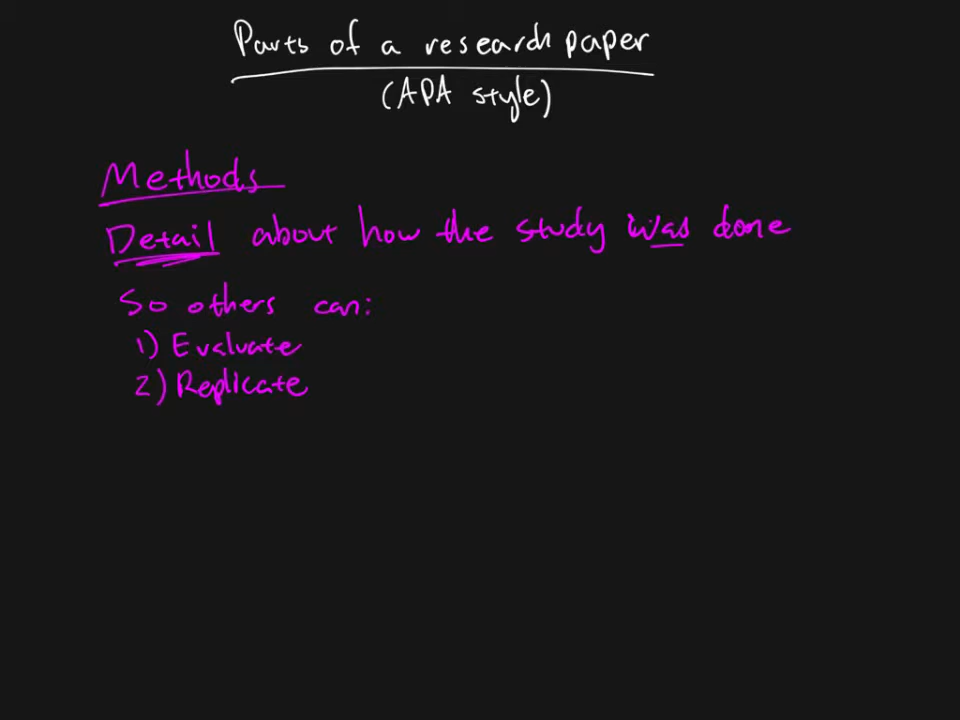 Parts of a research paper
(APA style)
Methods
Detail about how the study was done
So others can:
1) Evaluate
2) Replicate